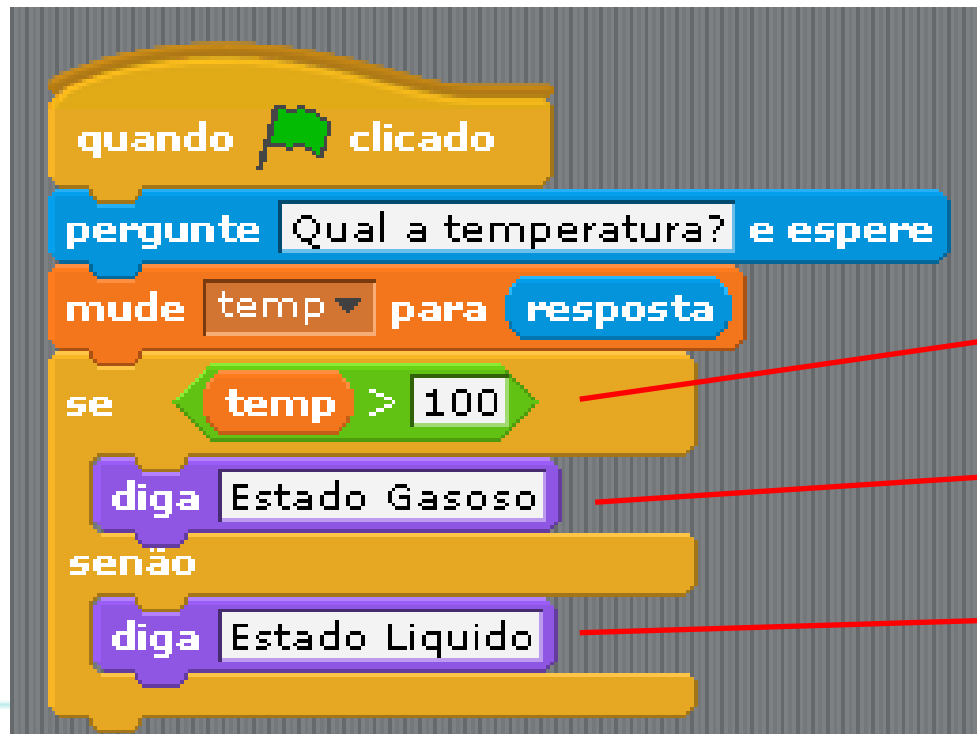 quando clicado
pergunte Qual a temperatura? e espere
mude temp para resposta
se temp > 100
diga Estado Gasoso
senão
diga Estado Liquido